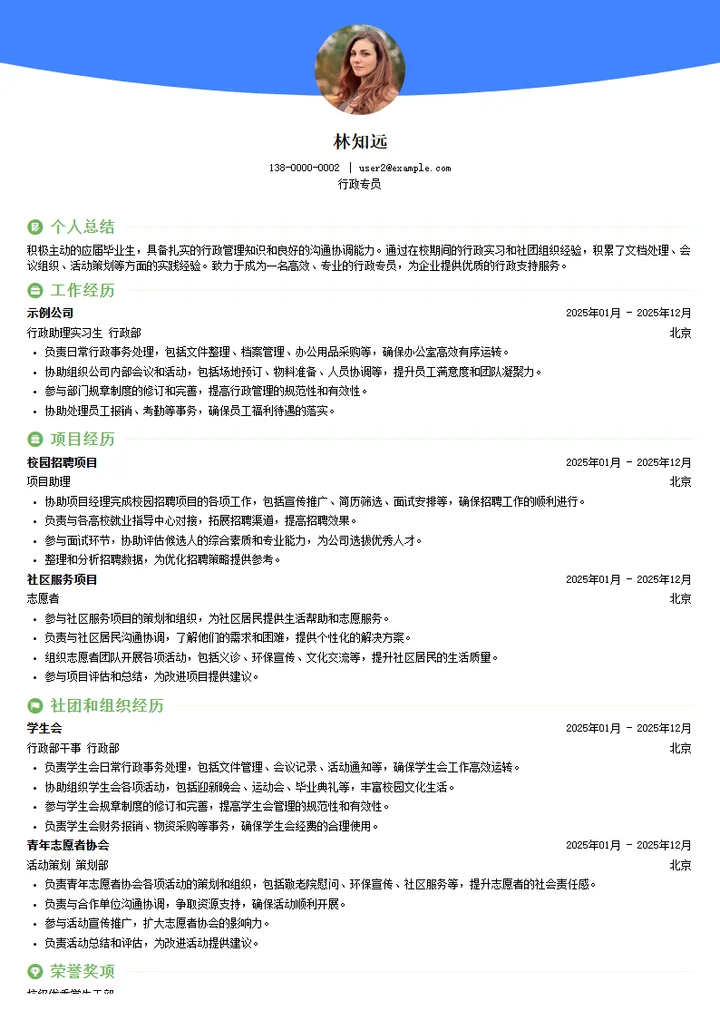 林知远
138-0000-0002 | user2@example.com
行政专员
个人总结
积极主动的应届毕业生，具备扎实的行政管理知识和良好的沟通协调能力。通过在校期间的行政实习和社团组织经验，积累了文档处理、会
议组织、活动策划等方面的实践经验。致力于成为一名高效、专业的行政专员，为企业提供优质的行政支持服务。
工作经历
示创公司 2025年01月 - 2025年12月
行政助理实习生 行政部 北京
• 负责日常行政事务处理，包括文件整理、档案管理、办公用品采购等，确保办公室高效有序运转。
• 协助组织公司内部会议和活动，包括场地预订、物料准备、人员协调等，提升员工满意度和团队凝聚力。
• 参与部门规章制度的修订和完善，提高行政管理的规范性和有效性。
• 协助处理员工报销、考勤等事务，确保员工福利待遇的落实。
项目经历
校园招聘项目 2025年01月 - 2025年12月
项目助理 北京
• 协助项目经理完成校园招聘项目的各项工作，包括宣传推广、简历筛选、面试安排等，确保招聘工作的顺利进行。
• 负责与各高校就业指导中心对接，拓展招聘渠道，提高招聘效果。
• 参与面试环节，协助评估候选人的综合素质和专业能力，为公司选拔优秀人才。
• 整理和分析招聘数据，为优化招聘策略提供参考。
社区服务项目 2025年01月 - 2025年12月
志愿者 北京
• 参与社区服务项目的策划和组织，为社区居民提供生活帮助和志愿服务。
• 负责与社区居民沟通协调，了解他们的需求和困难，提供个性化的解决方案。
• 组织志愿者团队开展各项活动，包括义诊、环保宣传、文化交流等，提升社区居民的生活质量。
• 参与项目评估和总结，为改进项目提供建议。
社团和组织经历
学生会 2025年01月 - 2025年12月
行政部干事 行政部 北京
• 负责学生会日常行政事务处理，包括文件管理、会议记录、活动通知等，确保学生会工作高效运转。
• 协助组织学生会各项活动，包括迎新晚会、运动会、毕业典礼等，丰富校园文化生活。
• 参与学生会规章制度的修订和完善，提高学生会管理的规范性和有效性。
• 负责学生会财务报销、物资采购等事务，确保学生会经费的合理使用。
青年志愿者协会 2025年01月 - 2025年12月
活动策划 策划部 北京
• 负责青年志愿者协会各项活动的策划和组织，包括敬老院慰问、环保宣传、社区服务等，提升志愿者的社会责任感。
• 负责与合作单位沟通协调，争取资源支持，确保活动顺利开展。
• 参与活动宣传推广，扩大志愿者协会的影响力。
• 负责活动总结和评估，为改进活动提供建议。
荣誉奖项